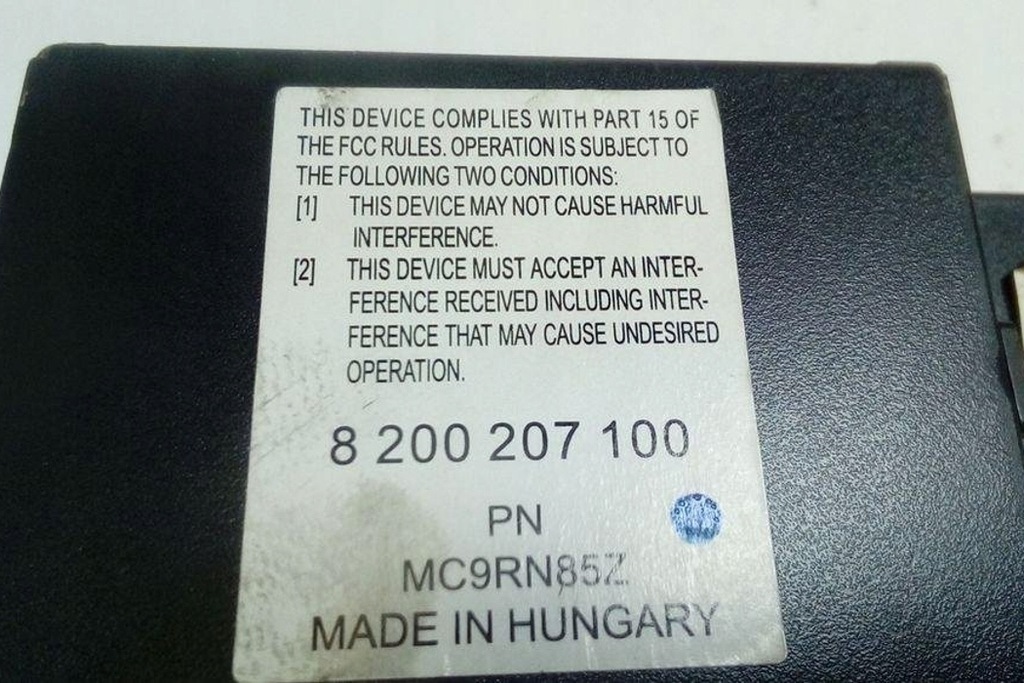 THIS DEVICE COMPLIES WITH PART 15 OF
THE FCC RULES. OPERATION IS SUBJECT TO
THE FOLLOWING TWO CONDITIONS:
[1] THIS DEVICE MAY NOT CAUSE HARMFUL
INTERFERENCE.
[2] THIS DEVICE MUST ACCEPT AN INTER-
FERENCE RECEIVED INCLUDING INTER-
FERENCE THAT MAY CAUSE UNDESIRED
OPERATION.
8 200 207 100
PN
MC9RN85Z
MADE IN HUNGARY